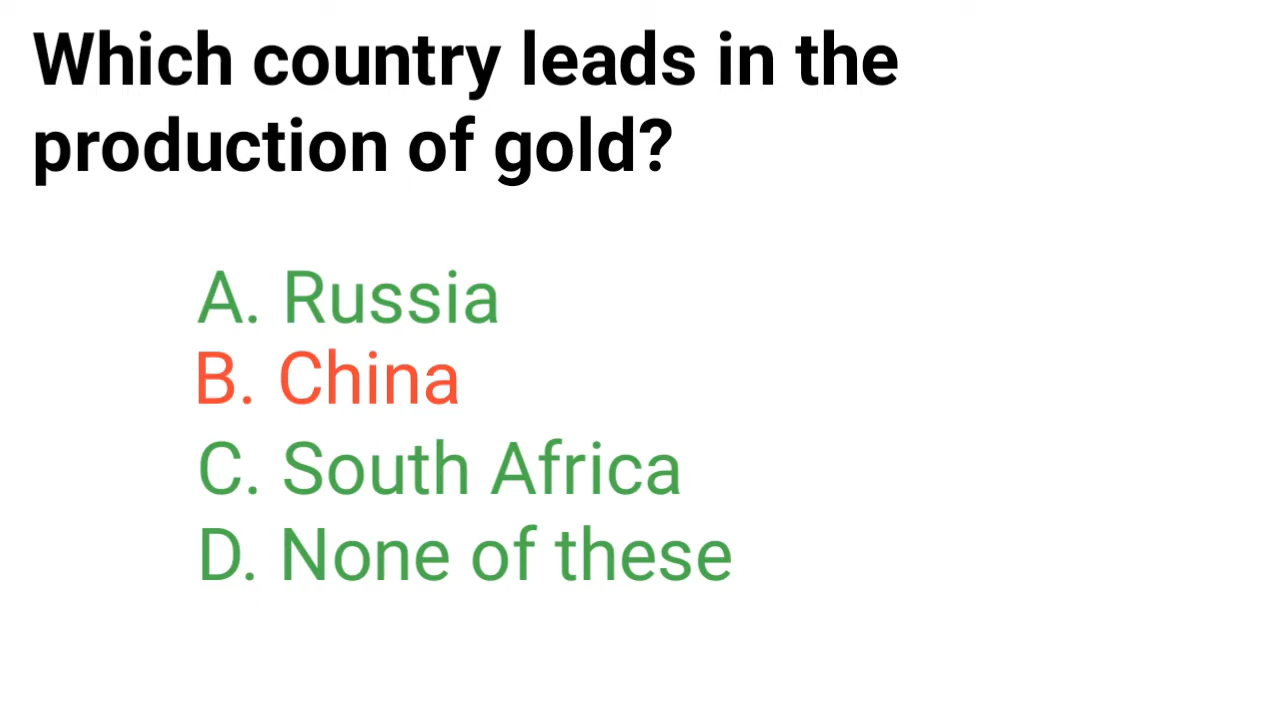 Which country leads in the
production of gold?
A. Russia
B. China
C. South Africa
D. None of these